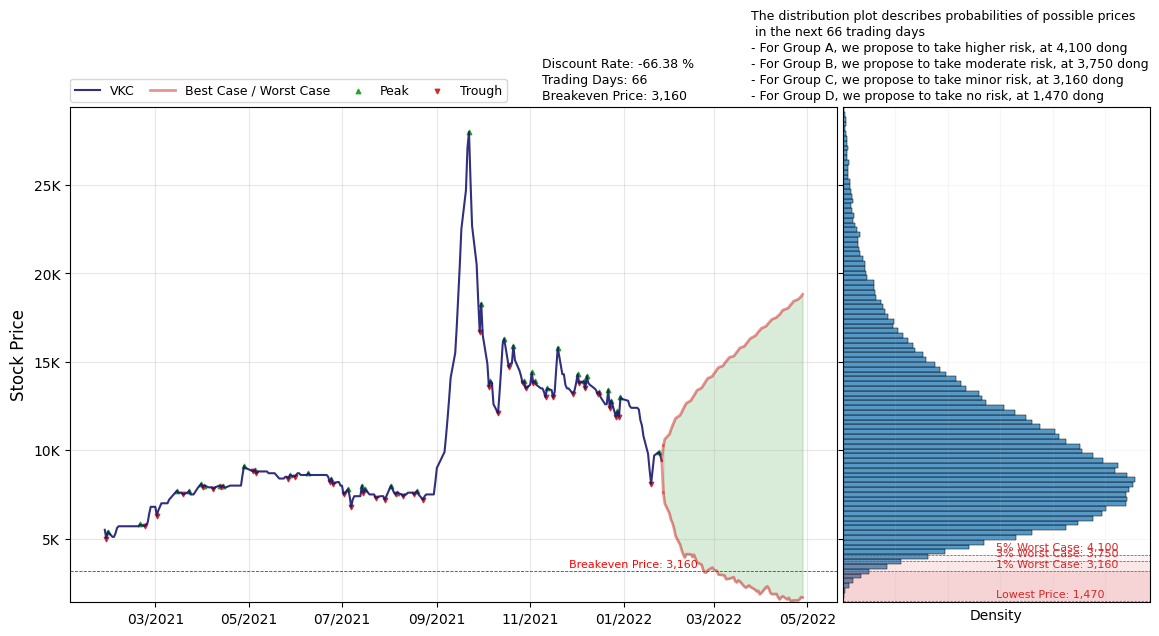 The distribution plot describes probabilities of possible prices
in the next 66 trading days
- For Group A, we propose to take higher risk, at 4,100 dong
- For Group B, we propose to take moderate risk, at 3,750 dong
- For Group C, we propose to take minor risk, at 3,160 dong
- For Group D, we propose to take no risk, at 1,470 dong
Discount Rate: -66.38 %
Trading Days: 66
Breakeven Price: 3,160
VKC
Best Case / Worst Case
Peak
Trough
Stock Price
25K
20K
15K
10K
5K
Breakeven Price: 3,160
5% Worst Case: 4,100
3% Worst Case: 3,750
1% Worst Case: 3,160
Lowest Price: 1,470
03/2021
05/2021
07/2021
09/2021
11/2021
01/2022
03/2022
05/2022
Density